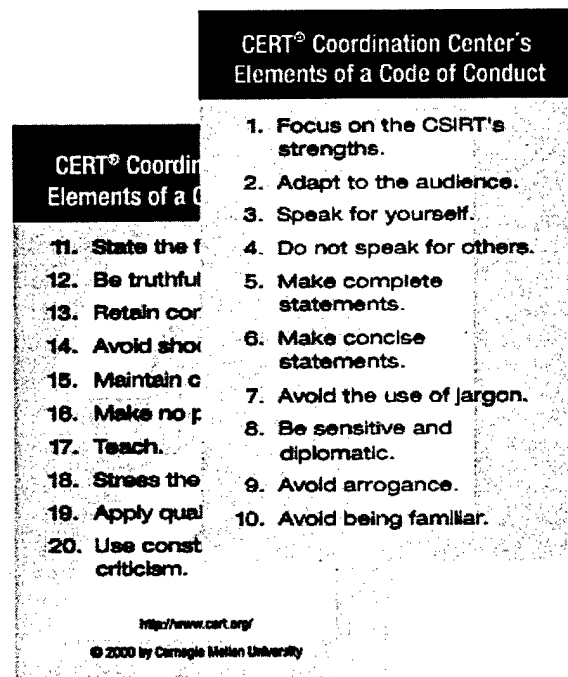 CERT® Coordination Center's
Elements of a Code of Conduct
1. Focus on the CSIRT's
strengths.
2. Adapt to the audience.
3. Speak for yourself.
4. Do not speak for others.
5. Make complete
statements.
6. Make concise
statements.
7. Avoid the use of jargon.
8. Be sensitive and
diplomatic.
9. Avoid arrogance.
10. Avoid being familiar.
CERT® Coordin
Elements of a C
11. State the f
12. Be truthful
13. Retain cor
14. Avoid shoc
15. Maintain c
16. Make no p
17. Teach.
18. Stress the
19. Apply qual
20. Use const
criticism.
http://www.cert.org/
© 2000 by Carnegie Mellon University